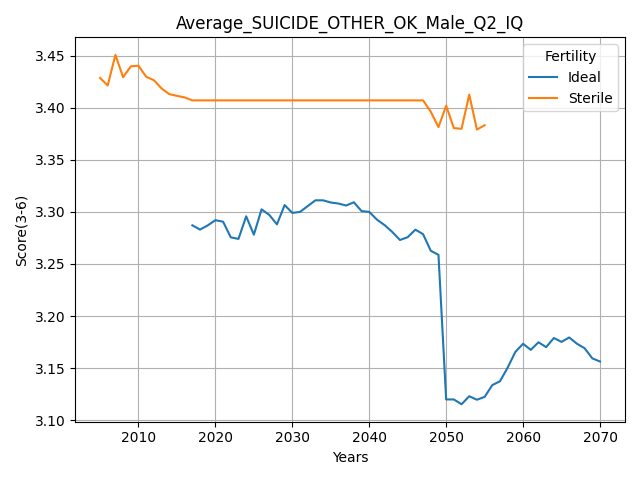 Average_SUICIDE_OTHER_OK_Male_Q2_IQ
Fertility
Ideal
Sterile
Score(3-6)
3.45
3.40
3.35
3.30
3.25
3.20
3.15
3.10
2010 2020 2030 2040 2050 2060 2070
Years